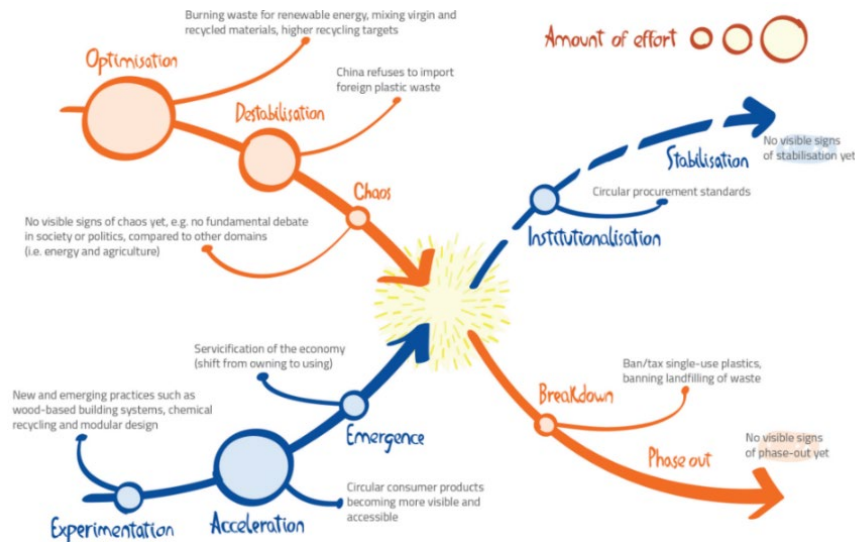 Burning waste for renewable energy, mixing virgin and
recycled materials, higher recycling targets
Amount of effort
Optimisation
China refuses to import
foreign plastic waste
Destabilisation
No visible signs
of stabilisation yet
Stabilisation
Chaos
Circular procurement standards
No visible signs of chaos yet, e.g. no fundamental debate
in society or politics, compared to other domains
(i.e. energy and agriculture)
Institutionalisation
Servicification of the economy
(shift from owning to using)
Ban/tax single-use plastics,
banning landfilling of waste
New and emerging practices such as
wood-based building systems, chemical
recycling and modular design
Breakdown
Emergence
No visible signs
of phase-out yet
Phase out
Circular consumer products
becoming more visible and
accessible
Experimentation
Acceleration